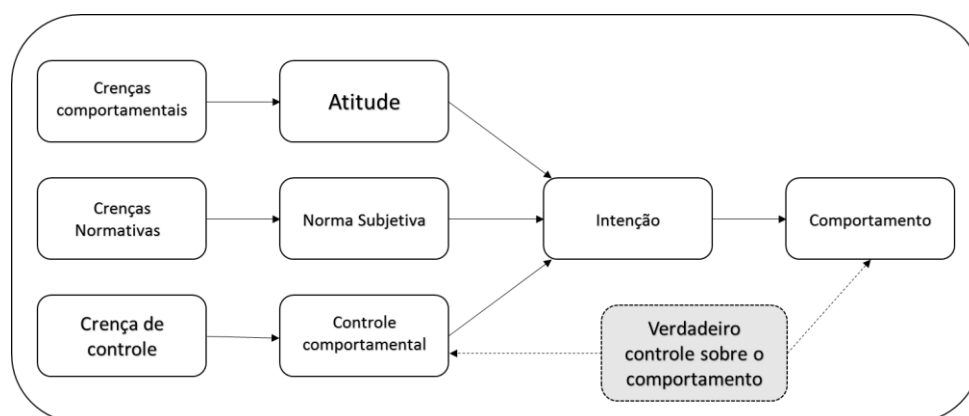 Crenças
comportamentais
Atitude
Crenças
Normativas
Norma Subjetiva
Intenção
Comportamento
Crença de
controle
Controle
comportamental
Verdadeiro
controle sobre o
comportamento